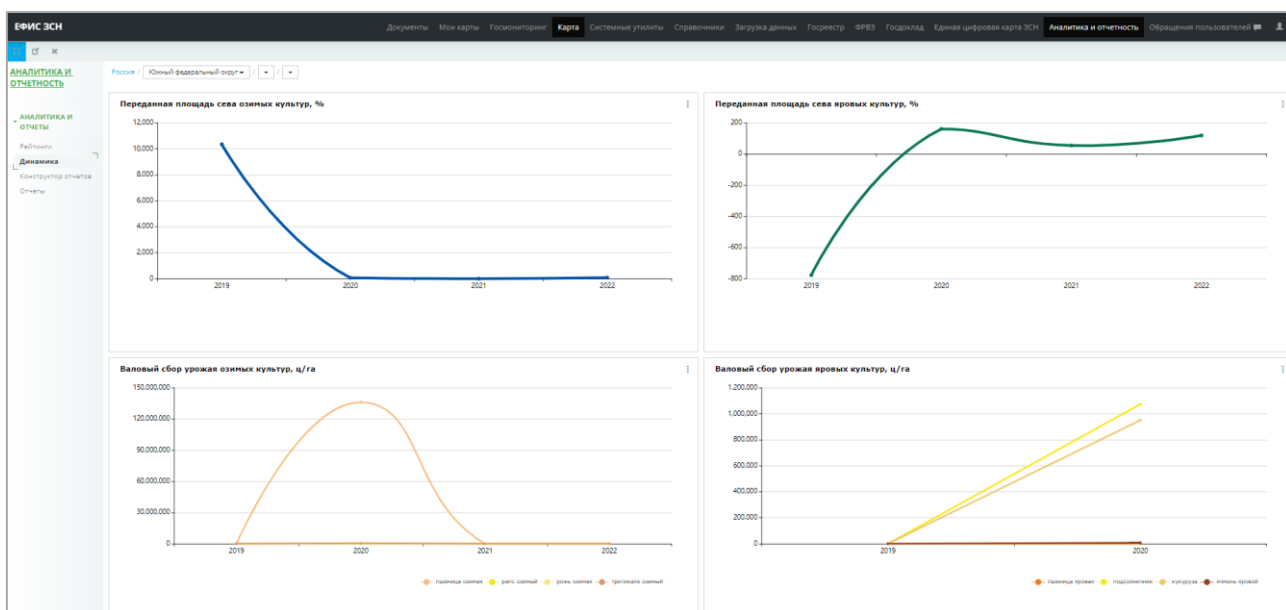 ЕФИС ЗСН
Документы Мои карты Госмониторинг Карта Системные утилиты Справочники Загрузка данных Госреестр ФРВЗ Госдоклад Единая цифровая карта ЗСН Аналитика и отчетность Обращения пользователей
АНАЛИТИКА И
ОТЧЕТНОСТЬ
АНАЛИТИКА И
ОТЧЕТЫ
Рейтинги
Динамика
Конструктор отчетов
Отчеты
Россия / Южный федеральный округ / /
Переданная площадь сева озимых культур, %
12,000
10,000
8,000
6,000
4,000
2,000
0
2019 2020 2021 2022
Переданная площадь сева яровых культур, %
200
0
-200
-400
-600
-800
2019 2020 2021 2022
Валовый сбор урожая озимых культур, ц/га
150,000,000
120,000,000
90,000,000
60,000,000
30,000,000
0
2019 2020 2021 2022
пшеница озимая рапс озимый рожь озимая тритикале озимый
Валовый сбор урожая яровых культур, ц/га
1,200,000
1,000,000
800,000
600,000
400,000
200,000
0
2019 2020
пшеница яровая подсолнечник кукуруза ячмень яровой